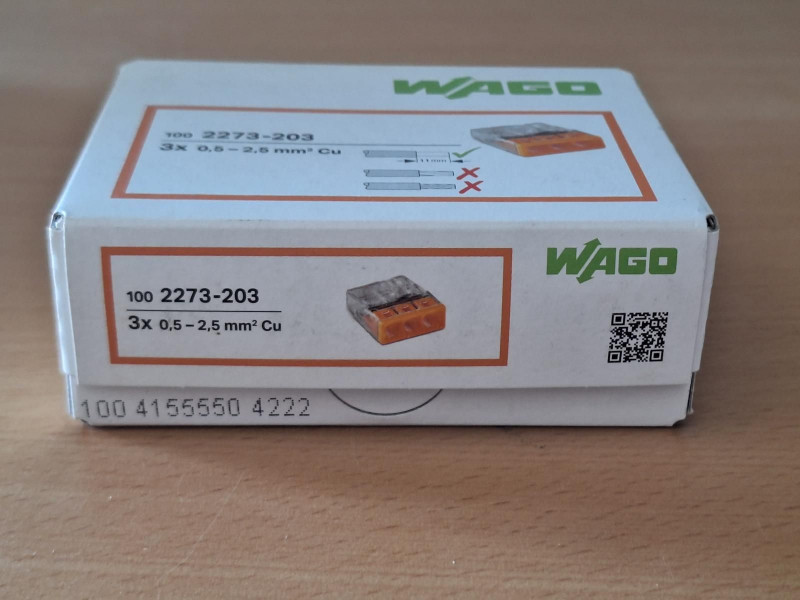 WAGO
100 2273-203
3x 0,5 – 2,5 mm² Cu
11mm
WAGO
100 2273-203
3x 0,5 – 2,5 mm² Cu
100 4155550 4222